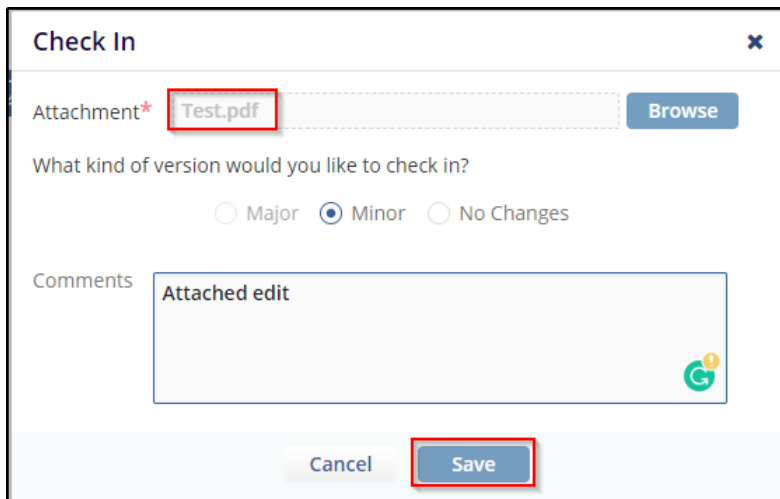 Check In
Attachment* Test.pdf Browse
What kind of version would you like to check in?
Major Minor No Changes
Comments Attached edit
Cancel Save